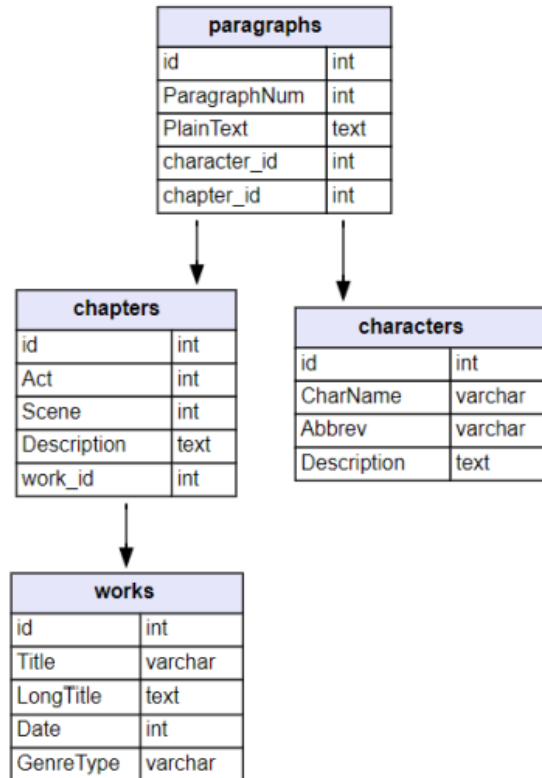 paragraphs
id int
ParagraphNum int
PlainText text
character_id int
chapter_id int
chapters
id int
Act int
Scene int
Description text
work_id int
characters
id int
CharName varchar
Abbrev varchar
Description text
works
id int
Title varchar
LongTitle text
Date int
GenreType varchar